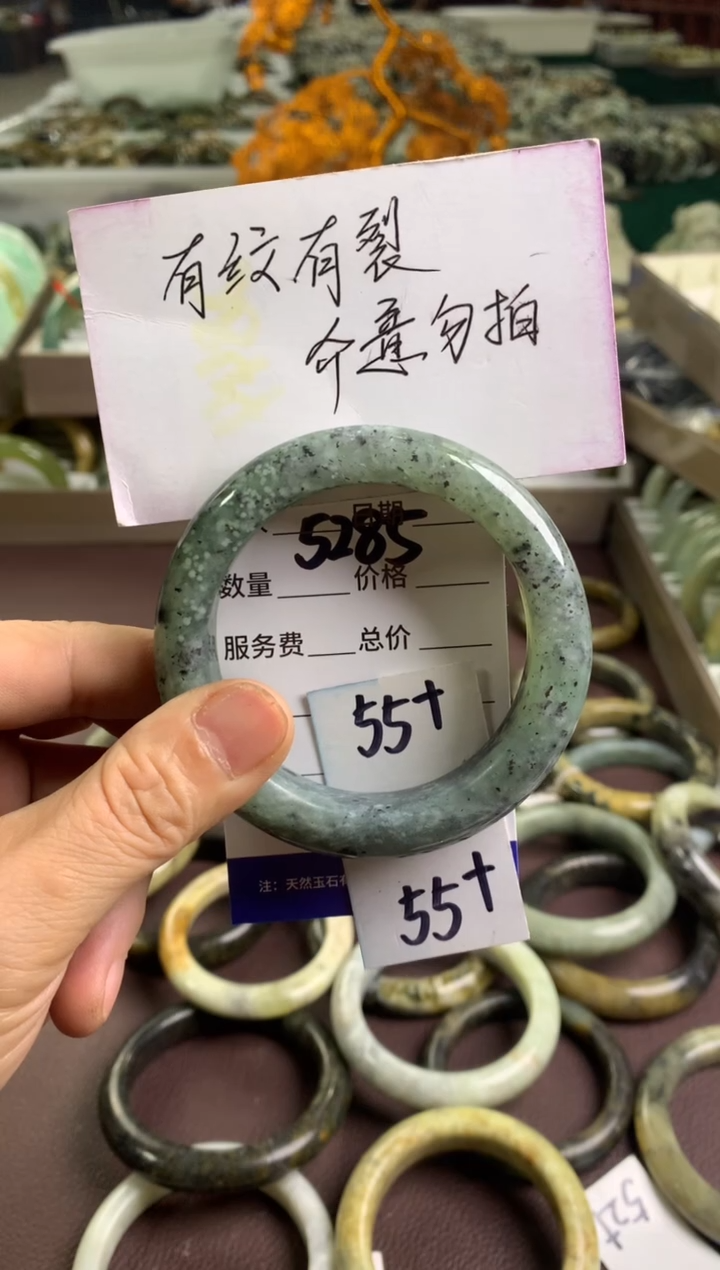 有纹有裂
介意勿拍
日期
5285
数量 价格
服务费 总价
55+
注：天然玉石有
55+
52+